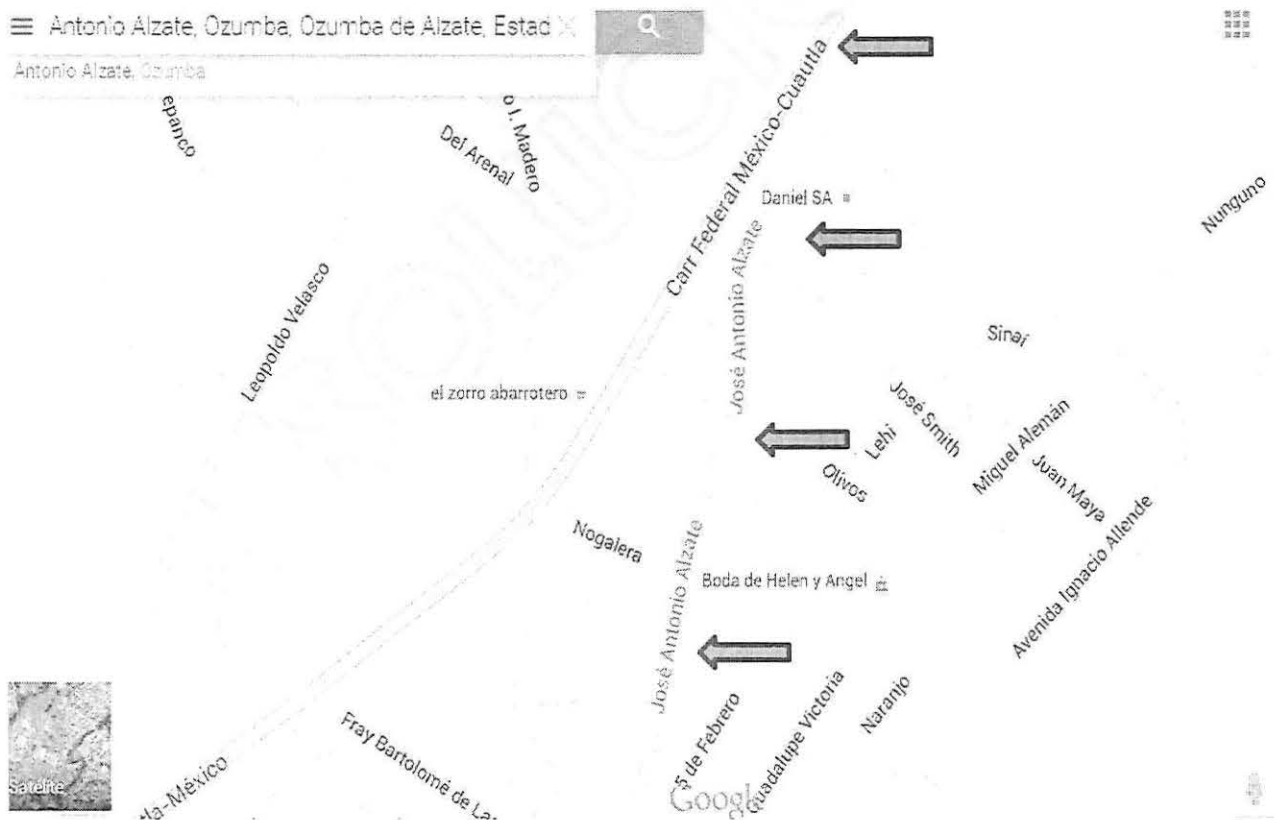 Antonio Alzate, Ozumba, Ozumba de Alzate, Estad
Antonio Alzate, Ozumba
epanco
Del Arenal
o I. Madero
Carr Federal México-Cuautla
Daniel SA
Nunguno
José Antonio Alzate
Leopoldo Velasco
Sinaí
el zorro abarrotero
José Smith
Lehi
Miguel Alemán
Olivos
Juan Maya
Nogalera
José Antonio Alzate
Boda de Helen y Angel
Avenida Ignacio Allende
5 de Febrero
Guadalupe Victoria
Naranjo
Fray Bartolomé de La
tla-México
Satélite
Google